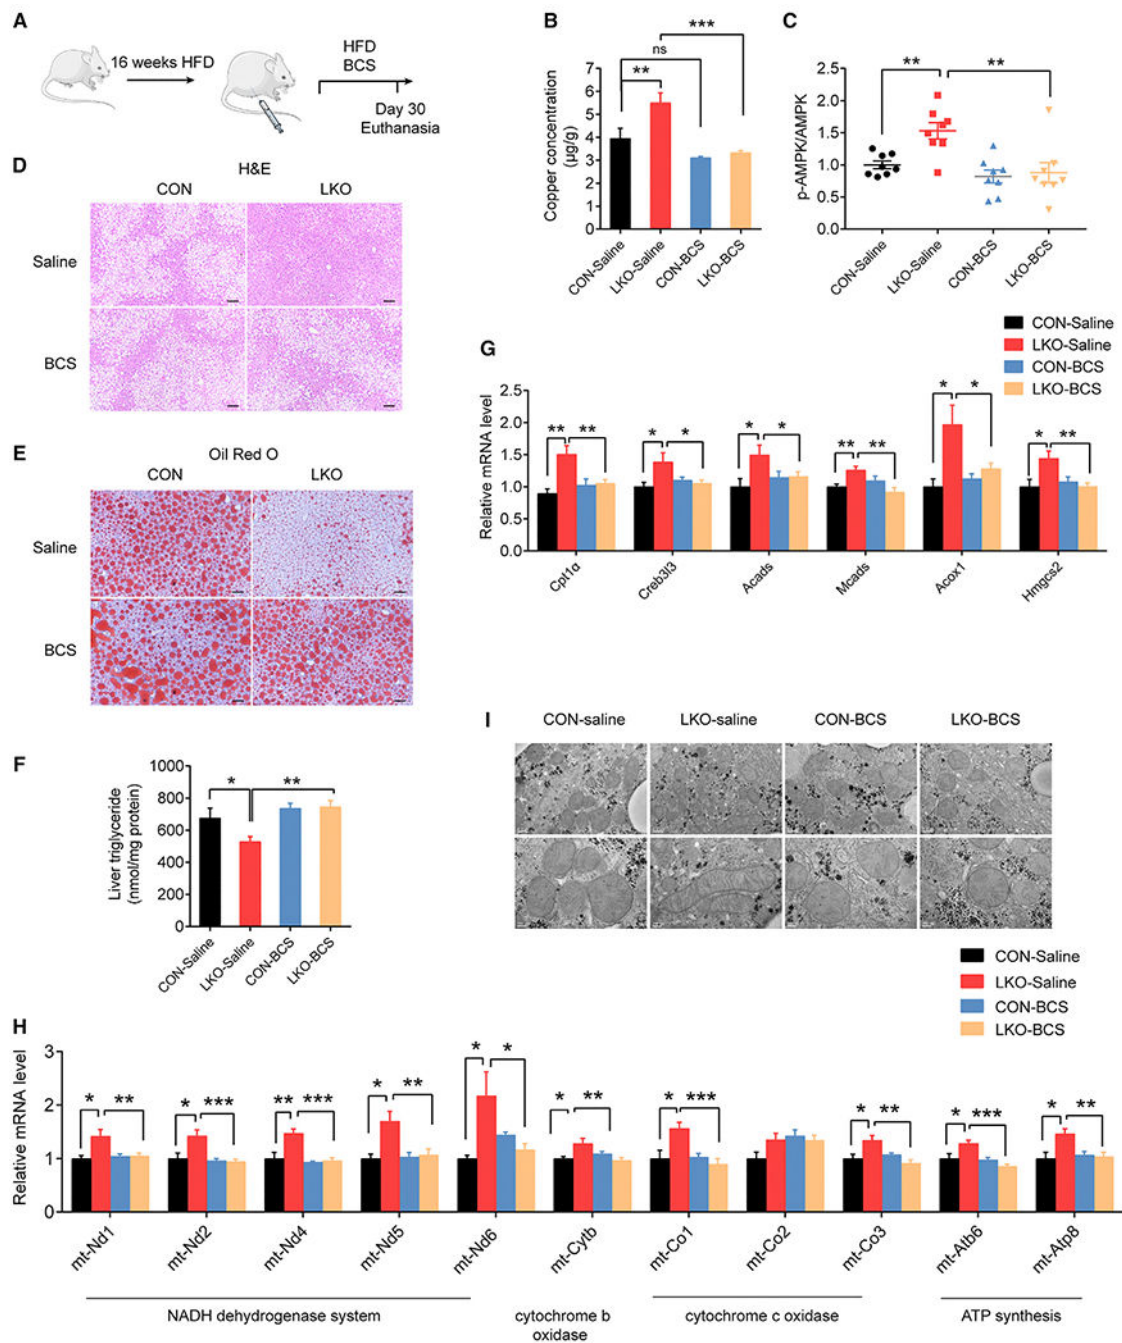 A
16 weeks HFD
HFD
BCS
Day 30
Euthanasia
B
***
ns
**
Copper concentration
(µg/g)
7
6
5
4
3
2
1
0
CON-Saline
LKO-Saline
CON-BCS
LKO-BCS
C
** **
p-AMPK/AMPK
2.5
2.0
1.5
1.0
0.5
0.0
CON-Saline
LKO-Saline
CON-BCS
LKO-BCS
D
H&E
CON LKO
Saline
BCS
E
Oil Red O
CON LKO
Saline
BCS
F
* **
Liver triglyceride
(nmol/mg protein)
1000
800
600
400
200
0
CON-Saline
LKO-Saline
CON-BCS
LKO-BCS
G
CON-Saline
LKO-Saline
CON-BCS
LKO-BCS
Relative mRNA level
2.5
2.0
1.5
1.0
0.5
0.0
** ** * * * * ** ** * * * **
Cpt1α
Creb3l3
Acads
Mcads
Acox1
Hmgcs2
I
CON-saline LKO-saline CON-BCS LKO-BCS
CON-Saline
LKO-Saline
CON-BCS
LKO-BCS
H
Relative mRNA level
3
2
1
0
* ** * *** ** *** * ** * * * ** * *** * ** * *** * **
mt-Nd1
mt-Nd2
mt-Nd4
mt-Nd5
mt-Nd6
mt-Cytb
mt-Co1
mt-Co2
mt-Co3
mt-Atb6
mt-Atp8
NADH dehydrogenase system
cytochrome b
oxidase
cytochrome c oxidase
ATP synthesis